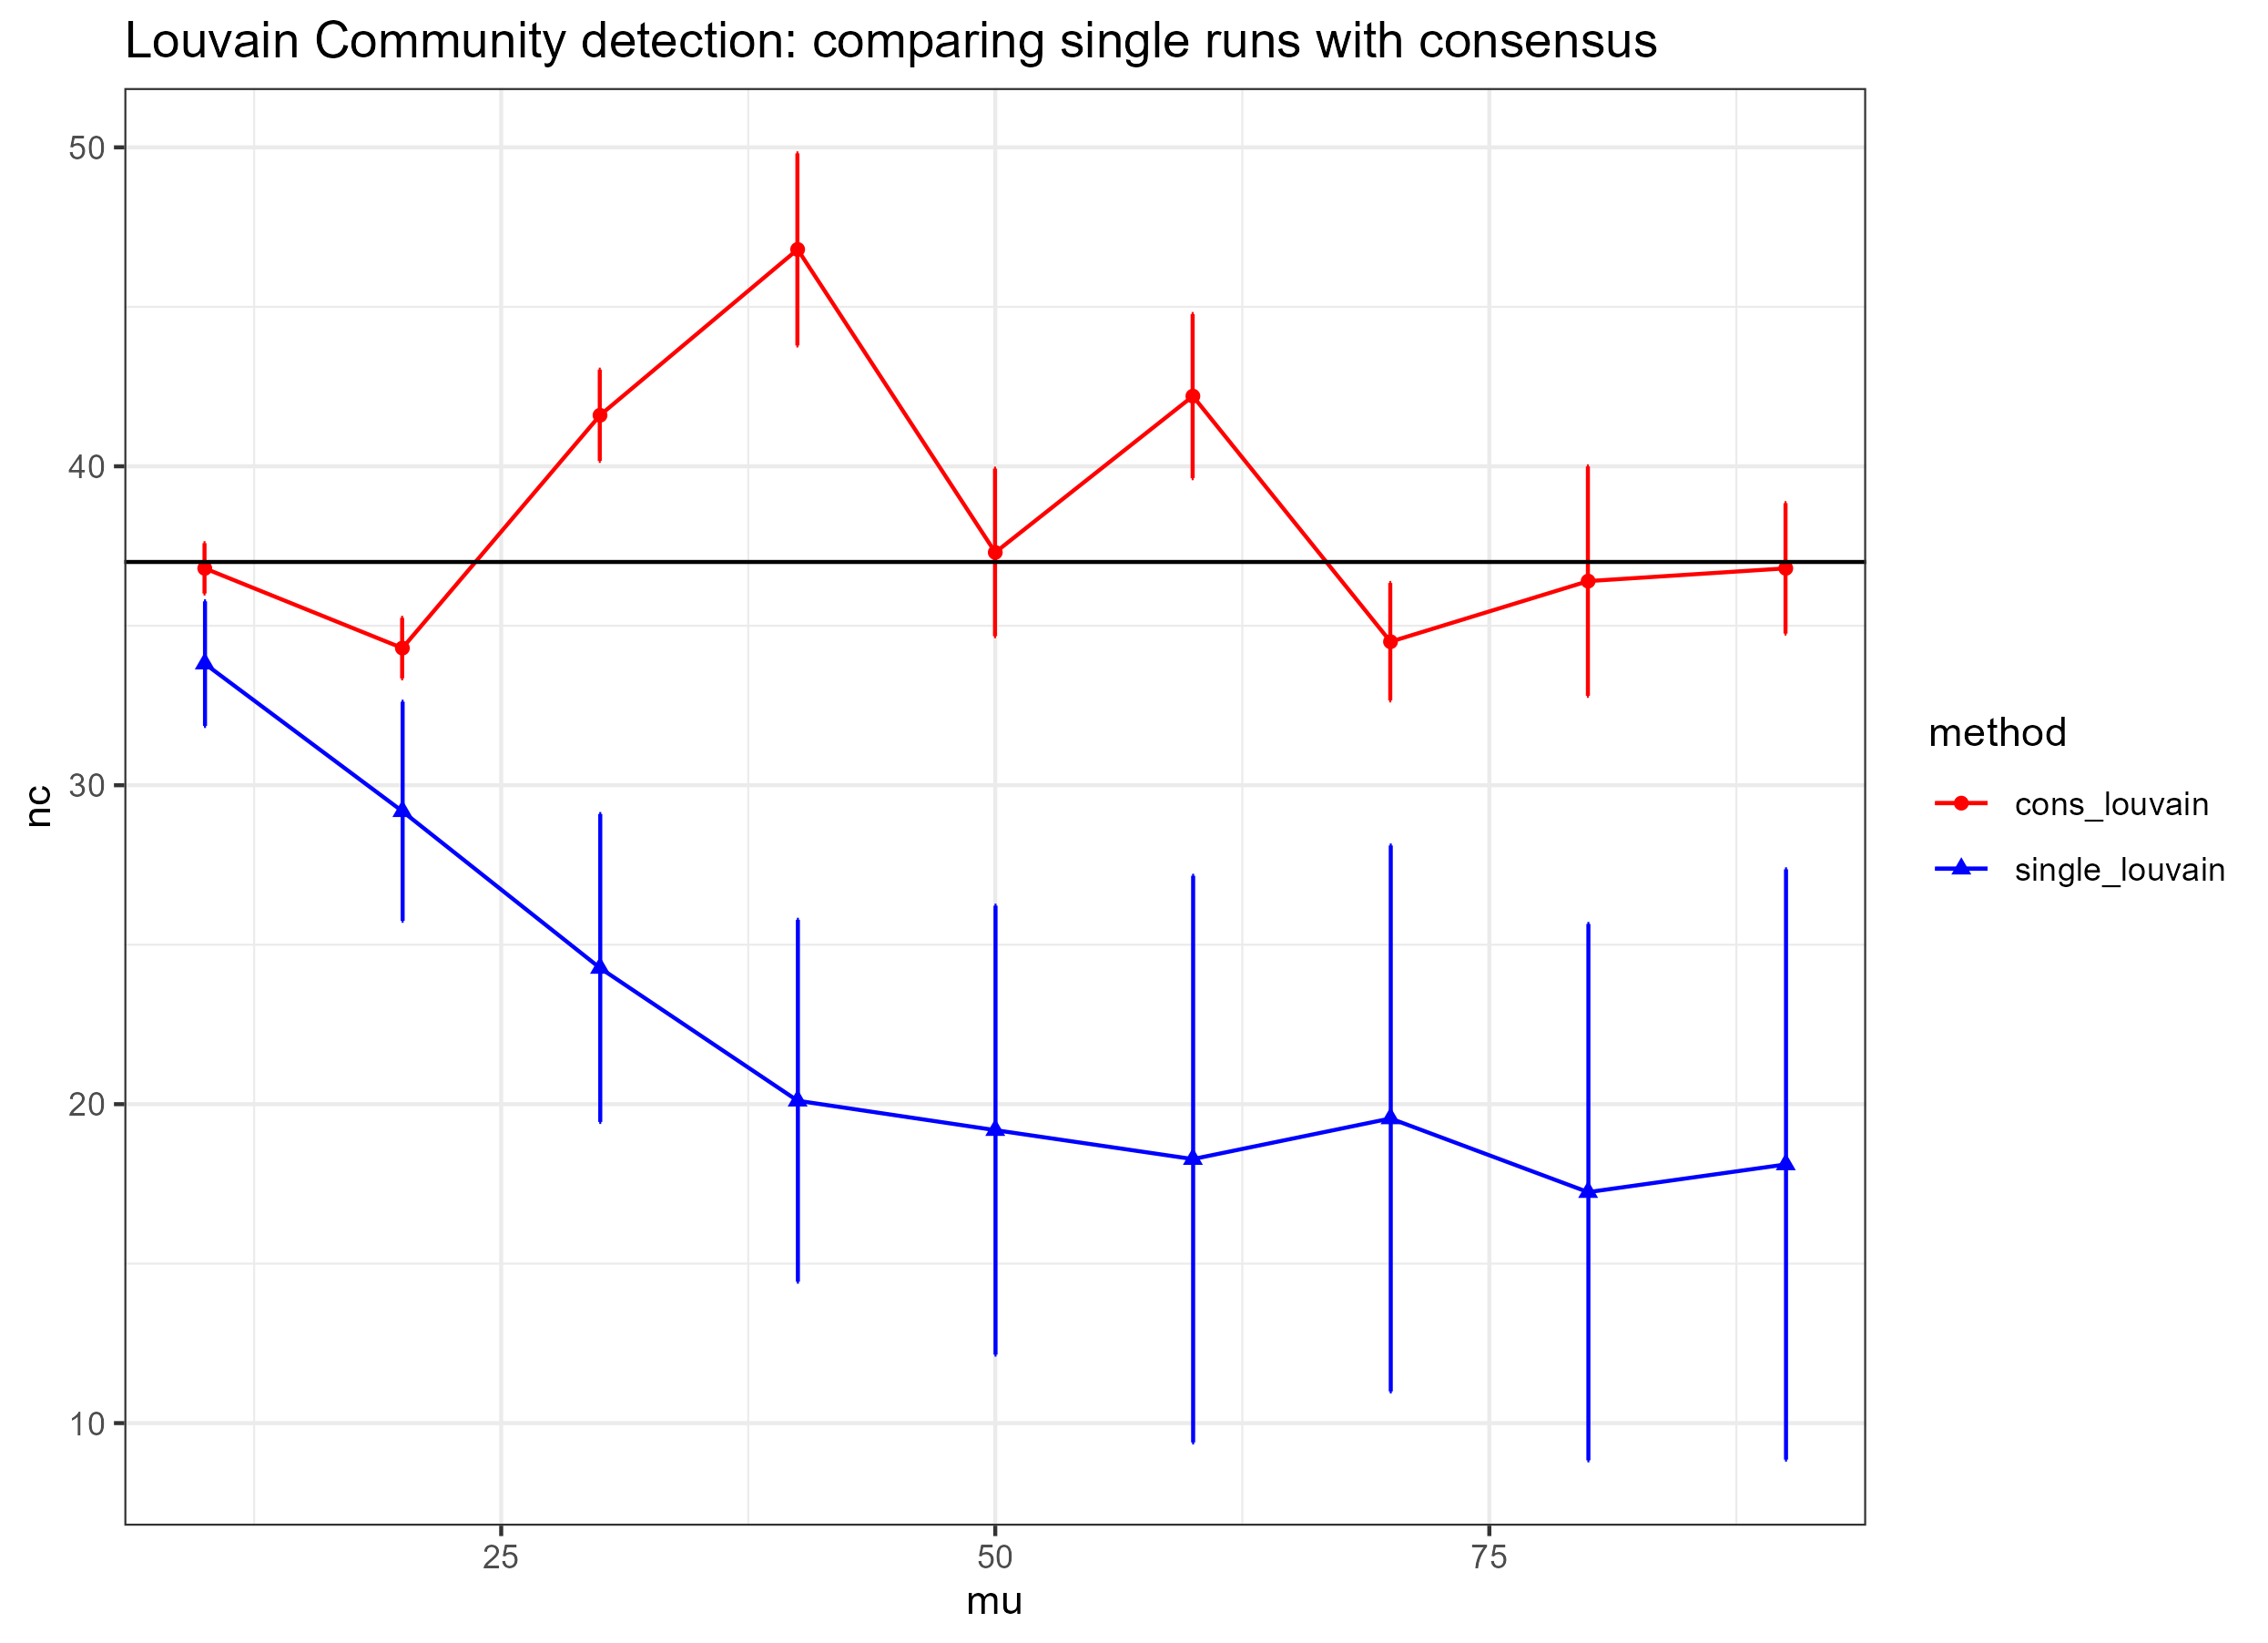 Louvain Community detection: comparing single runs with consensus
50
40
30
20
10
nc
25 50 75
mu
method
cons_louvain
single_louvain